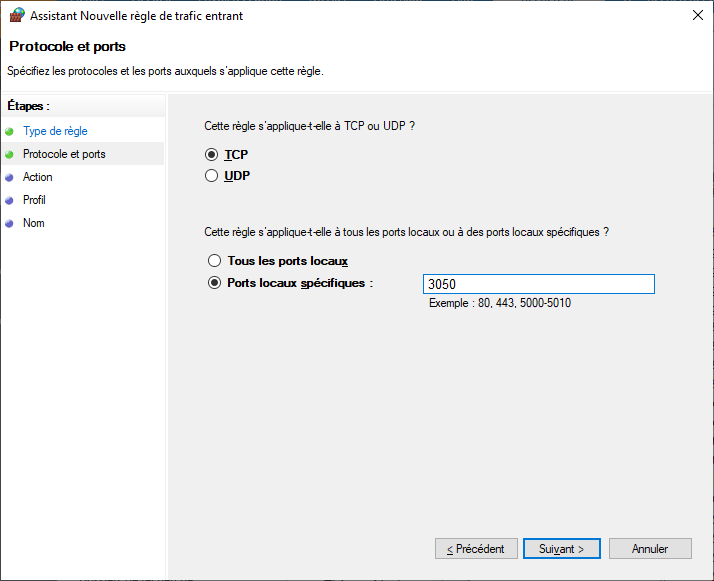 Assistant Nouvelle règle de trafic entrant
Protocole et ports
Spécifiez les protocoles et les ports auxquels s'applique cette règle.
Étapes :
Type de règle
Protocole et ports
Action
Profil
Nom
Cette règle s'applique-t-elle à TCP ou UDP ?
TCP
UDP
Cette règle s'applique-t-elle à tous les ports locaux ou à des ports locaux spécifiques ?
Tous les ports locaux
Ports locaux spécifiques : 3050
Exemple : 80, 443, 5000-5010
< Précédent Suivant > Annuler